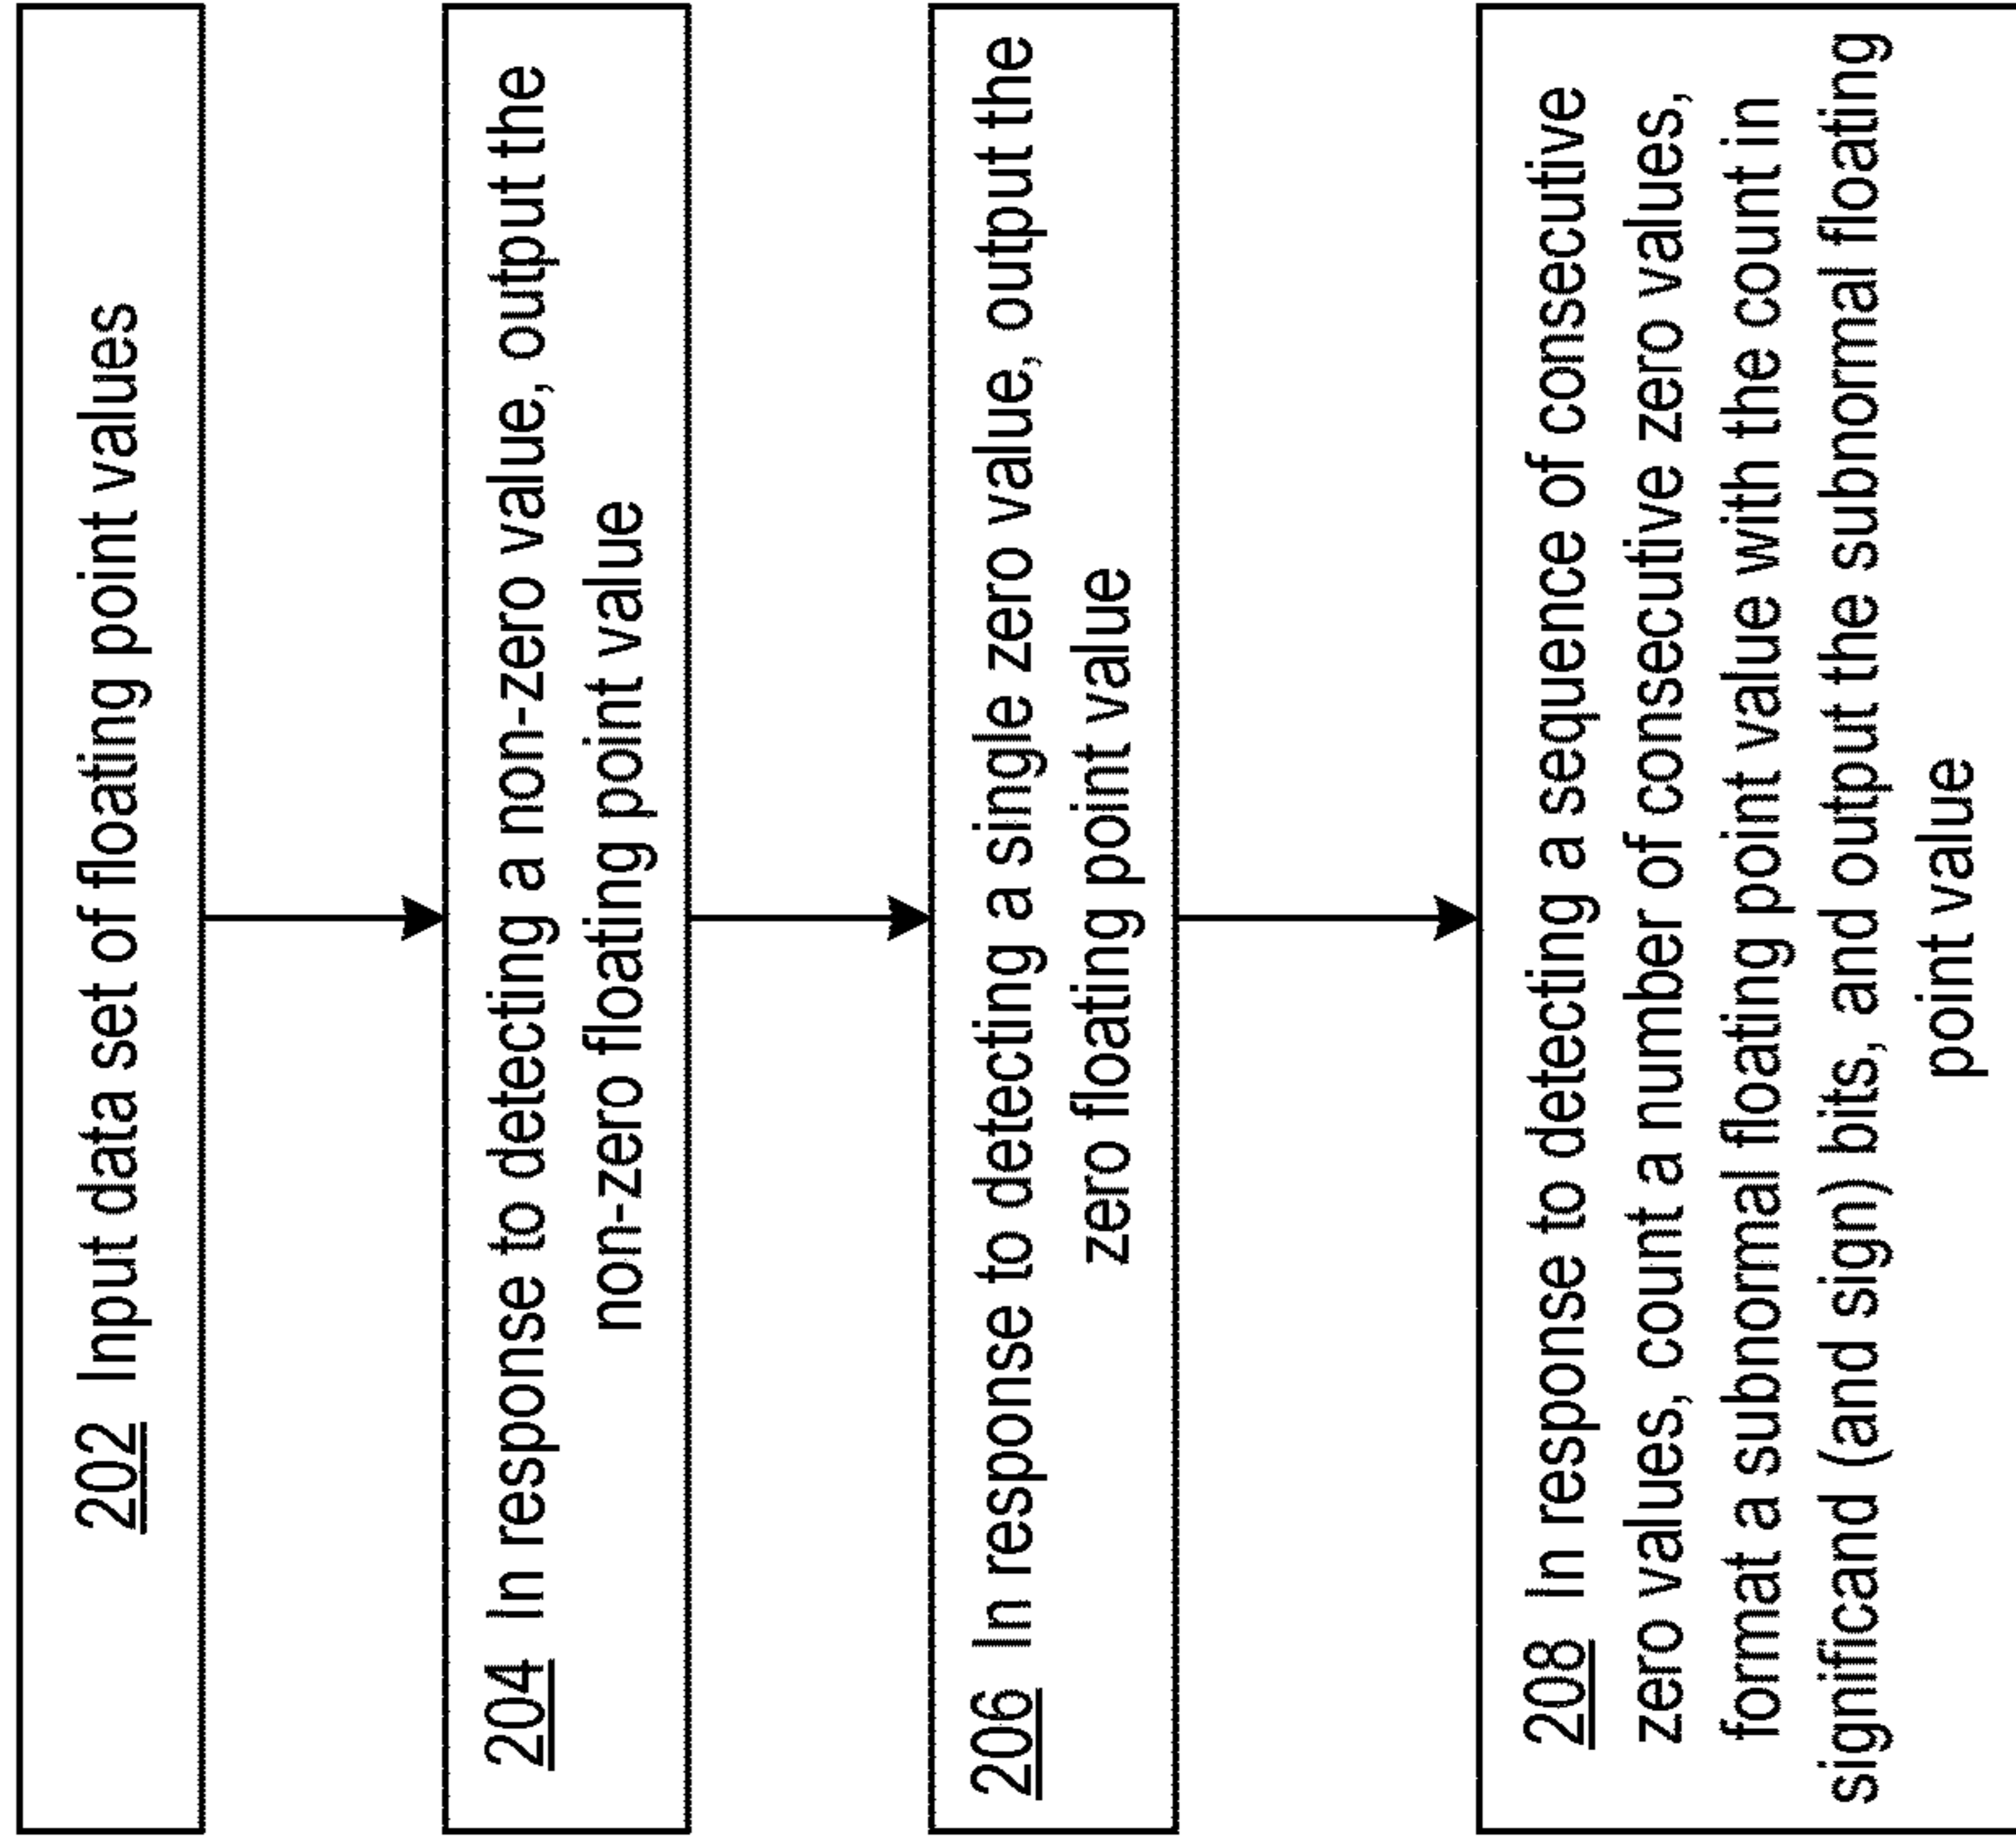 202 Input data set of floating point values
204 In response to detecting a non-zero value, output the
non-zero floating point value
206 In response to detecting a single zero value, output the
zero floating point value
208 In response to detecting a sequence of consecutive
zero values, count a number of consecutive zero values,
format a subnormal floating point value with the count in
significand (and sign) bits, and output the subnormal floating
point value